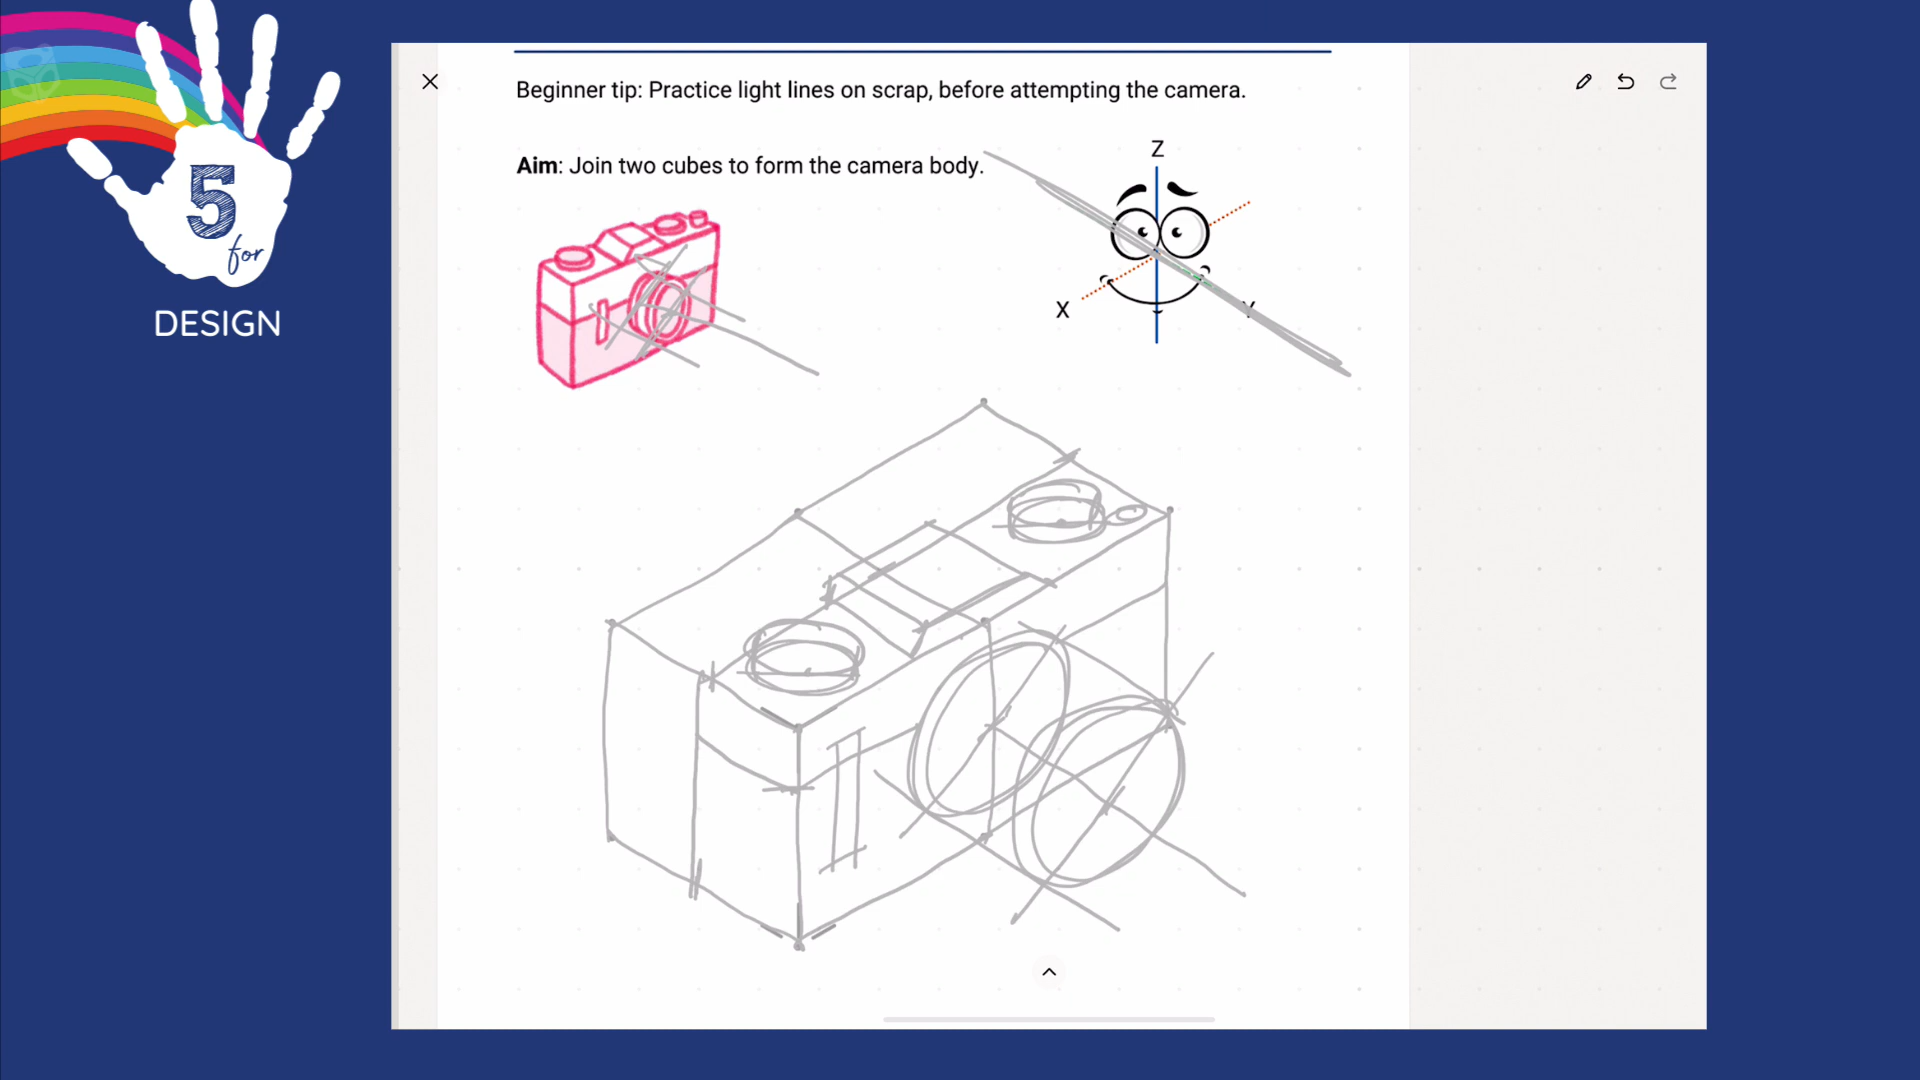 5
for
DESIGN
Beginner tip: Practice light lines on scrap, before attempting the camera.
Aim: Join two cubes to form the camera body.
Z
X
Y